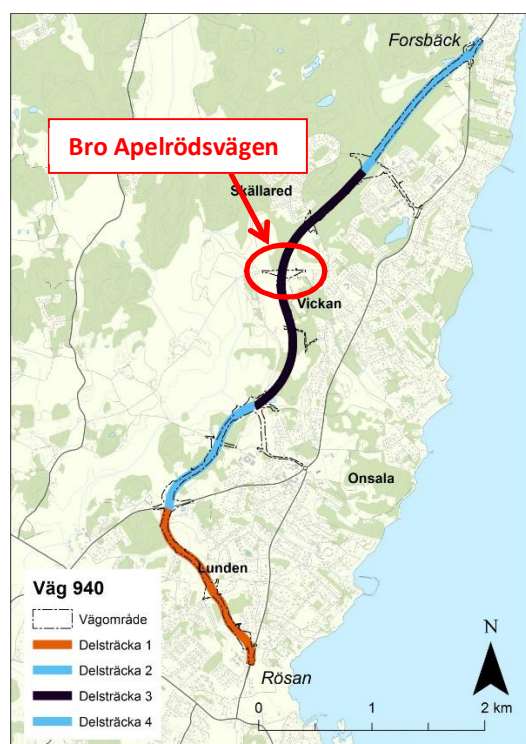 Forsbäck
Bro Apelrödsvägen
Skällared
Vickan
Onsala
Lunden
Rösan
Väg 940
Vägområde
Delsträcka 1
Delsträcka 2
Delsträcka 3
Delsträcka 4
N
0 1 2 km